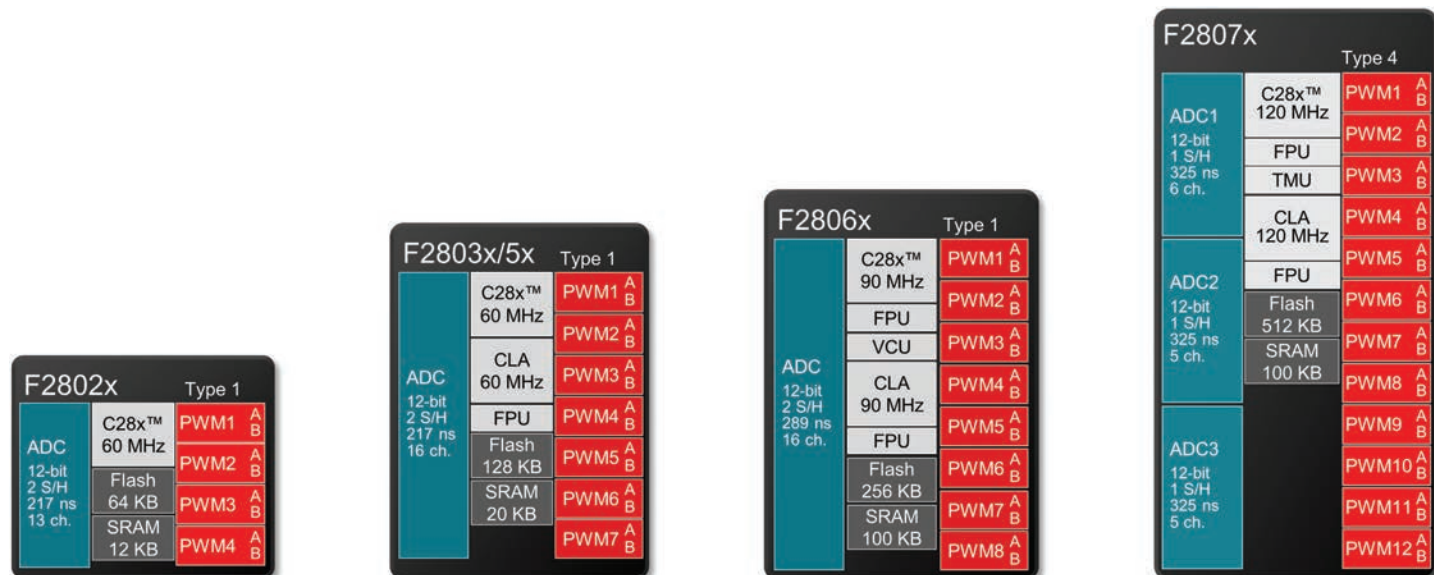 F2802x
Type 1
ADC
12-bit
2 S/H
217 ns
13 ch.
C28x™
60 MHz
Flash
64 KB
SRAM
12 KB
PWM1 A
B
PWM2 A
B
PWM3 A
B
PWM4 A
B
F2803x/5x
Type 1
ADC
12-bit
2 S/H
217 ns
16 ch.
C28x™
60 MHz
CLA
60 MHz
FPU
Flash
128 KB
SRAM
20 KB
PWM1 A
B
PWM2 A
B
PWM3 A
B
PWM4 A
B
PWM5 A
B
PWM6 A
B
PWM7 A
B
F2806x
Type 1
ADC
12-bit
2 S/H
289 ns
16 ch.
C28x™
90 MHz
FPU
VCU
CLA
90 MHz
FPU
Flash
256 KB
SRAM
100 KB
PWM1 A
B
PWM2 A
B
PWM3 A
B
PWM4 A
B
PWM5 A
B
PWM6 A
B
PWM7 A
B
PWM8 A
B
F2807x
Type 4
ADC1
12-bit
1 S/H
325 ns
6 ch.
ADC2
12-bit
1 S/H
325 ns
5 ch.
ADC3
12-bit
1 S/H
325 ns
5 ch.
C28x™
120 MHz
FPU
TMU
CLA
120 MHz
FPU
Flash
512 KB
SRAM
100 KB
PWM1 A
B
PWM2 A
B
PWM3 A
B
PWM4 A
B
PWM5 A
B
PWM6 A
B
PWM7 A
B
PWM8 A
B
PWM9 A
B
PWM10 A
B
PWM11 A
B
PWM12 A
B